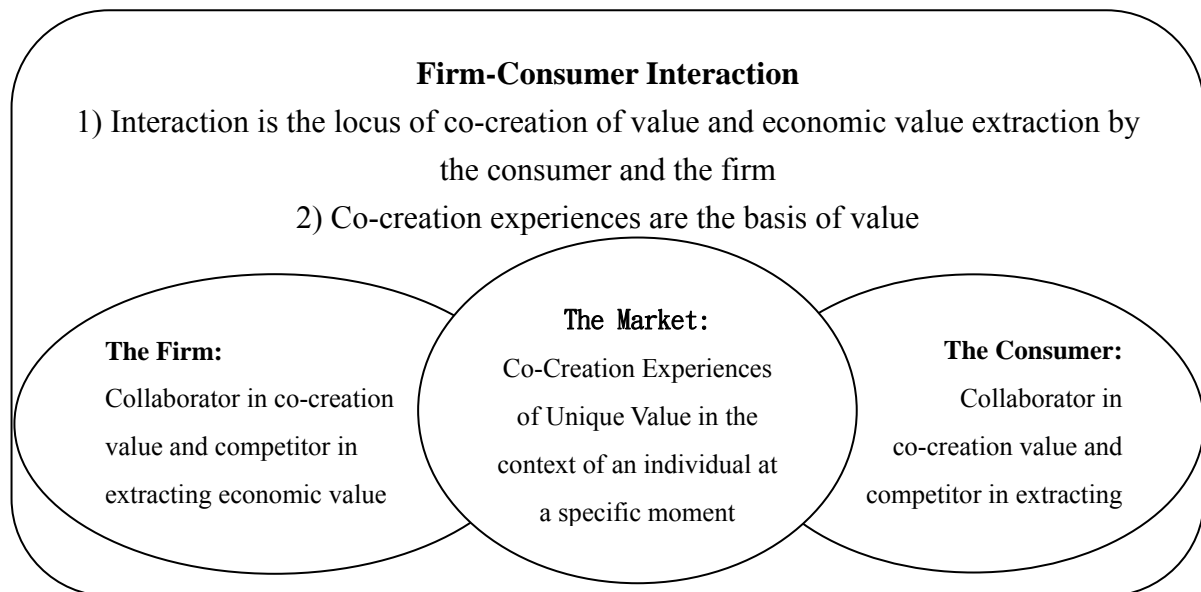 Firm-Consumer Interaction
1) Interaction is the locus of co-creation of value and economic value extraction by
the consumer and the firm
2) Co-creation experiences are the basis of value
The Firm:
Collaborator in co-creation
value and competitor in
extracting economic value
The Market:
Co-Creation Experiences
of Unique Value in the
context of an individual at
a specific moment
The Consumer:
Collaborator in
co-creation value and
competitor in extracting